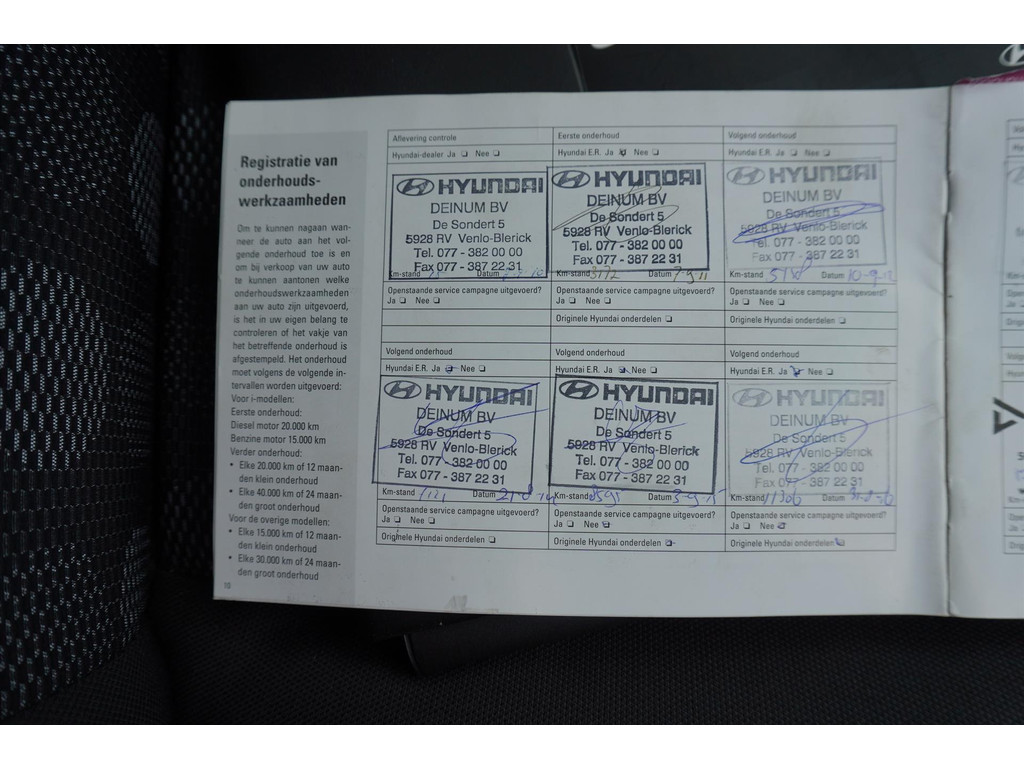 Registratie van
onderhouds-
werkzaamheden
Om te kunnen nagaan wan-
neer de auto aan het vol-
gende onderhoud toe is en
om bij verkoop van uw auto
te kunnen aantonen welke
onderhoudswerkzaamheden
aan uw auto zijn uitgevoerd,
is het in uw eigen belang te
controleren of het vakje van
het betreffende onderhoud is
afgestempeld. Het onderhoud
moet volgens de volgende in-
tervallen worden uitgevoerd:
Voor i-modellen:
Eerste onderhoud:
Diesel motor 20.000 km
Benzine motor 15.000 km
Verder onderhoud:
• Elke 20.000 km of 12 maan-
den klein onderhoud
• Elke 40.000 km of 24 maan-
den groot onderhoud
Voor de overige modellen:
• Elke 15.000 km of 12 maan-
den klein onderhoud
• Elke 30.000 km of 24 maan-
den groot onderhoud
10
Aflevering controle
Hyundai-dealer Ja Nee
HYUNDAI
DEINUM BV
De Sondert 5
5928 RV Venlo-Blerick
Tel. 077 - 382 00 00
Fax 077 - 387 22 31
Km-stand 15 Datum
Openstaande service campagne uitgevoerd?
Ja Nee
Eerste onderhoud
Hyundai E.R. Ja Nee
HYUNDAI
DEINUM BV
De Sondert 5
5928 RV Venlo-Blerick
Tel. 077 - 382 00 00
Fax 077 - 387 22 31
Km-stand 3172 Datum 7-9-11
Openstaande service campagne uitgevoerd?
Ja Nee
Originele Hyundai onderdelen
Volgend onderhoud
Hyundai E.R. Ja Nee
HYUNDAI
DEINUM BV
De Sondert 5
5928 RV Venlo-Blerick
Tel. 077 - 382 00 00
Fax 077 - 387 22 31
Km-stand Datum 10-9-12
Openstaande service campagne uitgevoerd?
Ja Nee
Originele Hyundai onderdelen
Volgend onderhoud
Hyundai E.R. Ja Nee
HYUNDAI
DEINUM BV
De Sondert 5
5928 RV Venlo-Blerick
Tel. 077 - 382 00 00
Fax 077 - 387 22 31
Km-stand Datum
Openstaande service campagne uitgevoerd?
Ja Nee
Originele Hyundai onderdelen
Volgend onderhoud
Hyundai E.R. Ja Nee
HYUNDAI
DEINUM BV
De Sondert 5
5928 RV Venlo-Blerick
Tel. 077 - 382 00 00
Fax 077 - 387 22 31
Km-stand Datum 3-9-15
Openstaande service campagne uitgevoerd?
Ja Nee
Originele Hyundai onderdelen
Volgend onderhoud
Hyundai E.R. Ja Nee
HYUNDAI
DEINUM BV
De Sondert 5
5928 RV Venlo-Blerick
Tel. 077 - 382 00 00
Fax 077 - 387 22 31
Km-stand 11306 Datum
Openstaande service campagne uitgevoerd?
Ja Nee
Originele Hyundai onderdelen